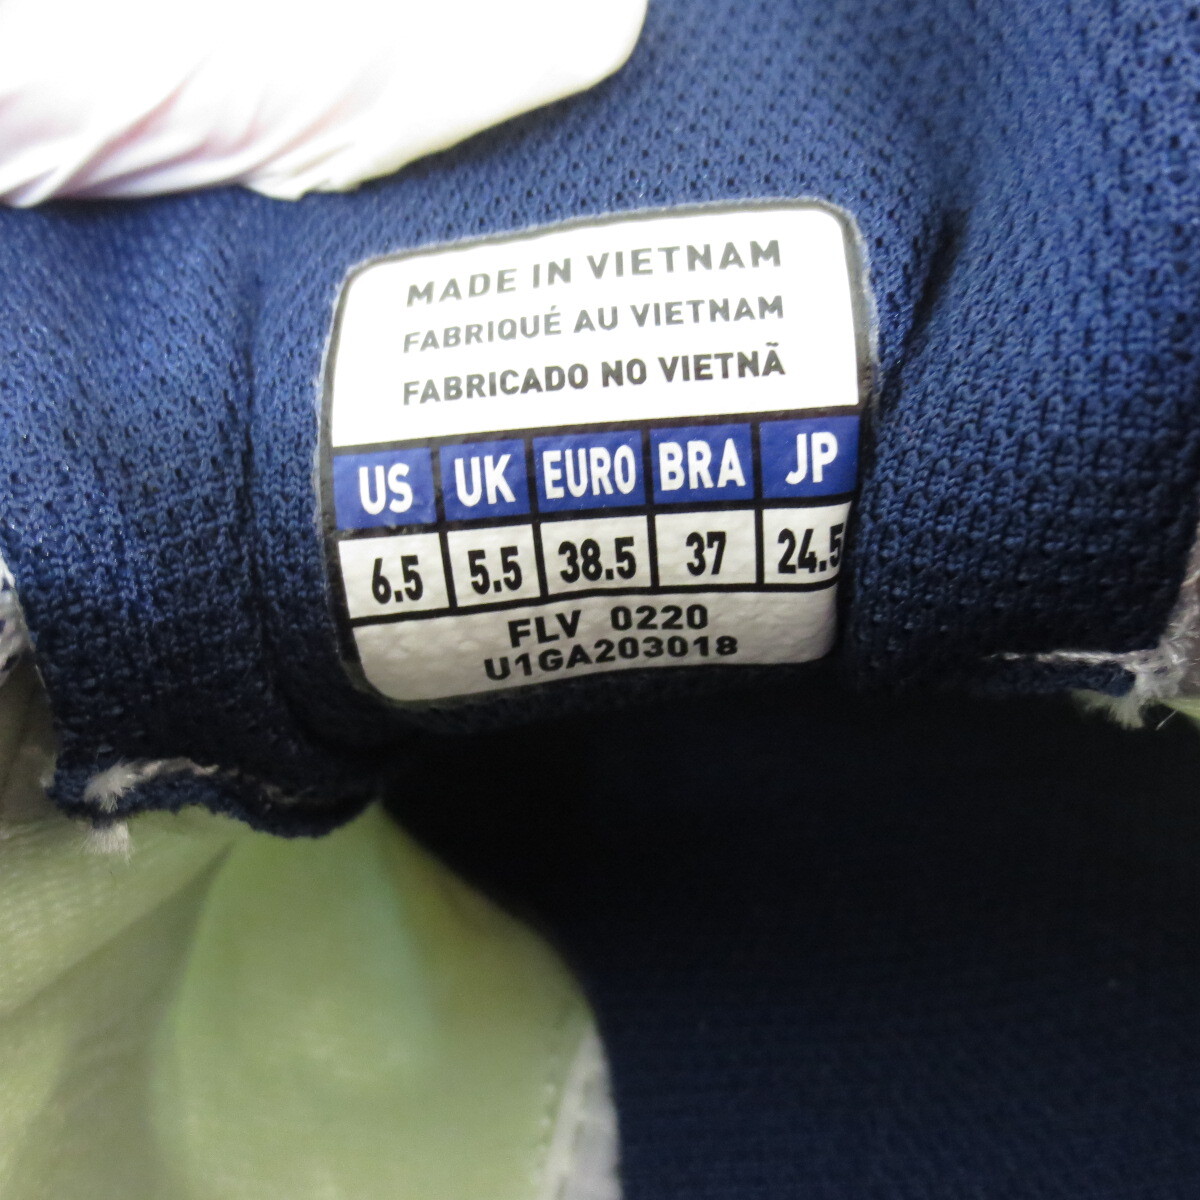 MADE IN VIETNAM
FABRIQUÉ AU VIETNAM
FABRICADO NO VIETNÃ
US UK EURO BRA JP
6.5 5.5 38.5 37 24.5
FLV 0220
U1GA203018